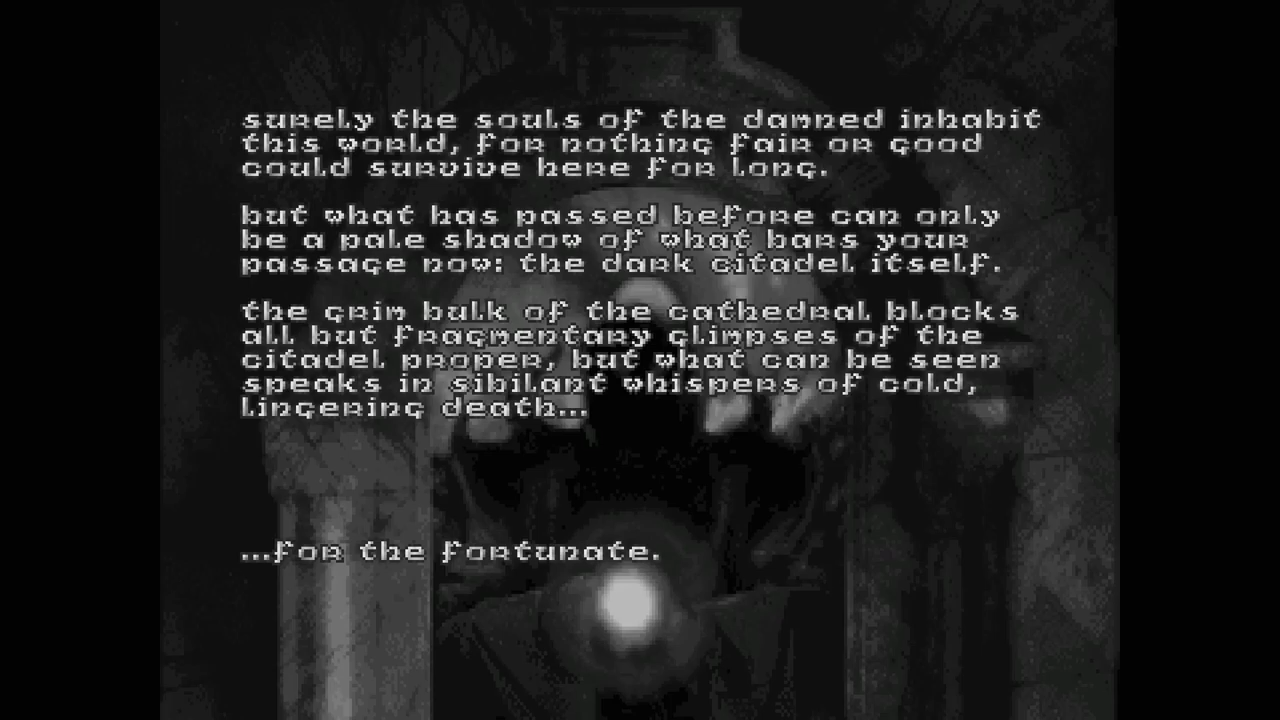 surely the souls of the damned inhabit
this world, for nothing fair or good
could survive here for long.
but what has passed before can only
be a pale shadow of what bars your
passage now: the dark citadel itself.
the grim bulk of the cathedral blocks
all but fragmentary glimpses of the
citadel proper, but what can be seen
speaks in sibilant whispers of cold,
lingering death...
...for the fortunate.